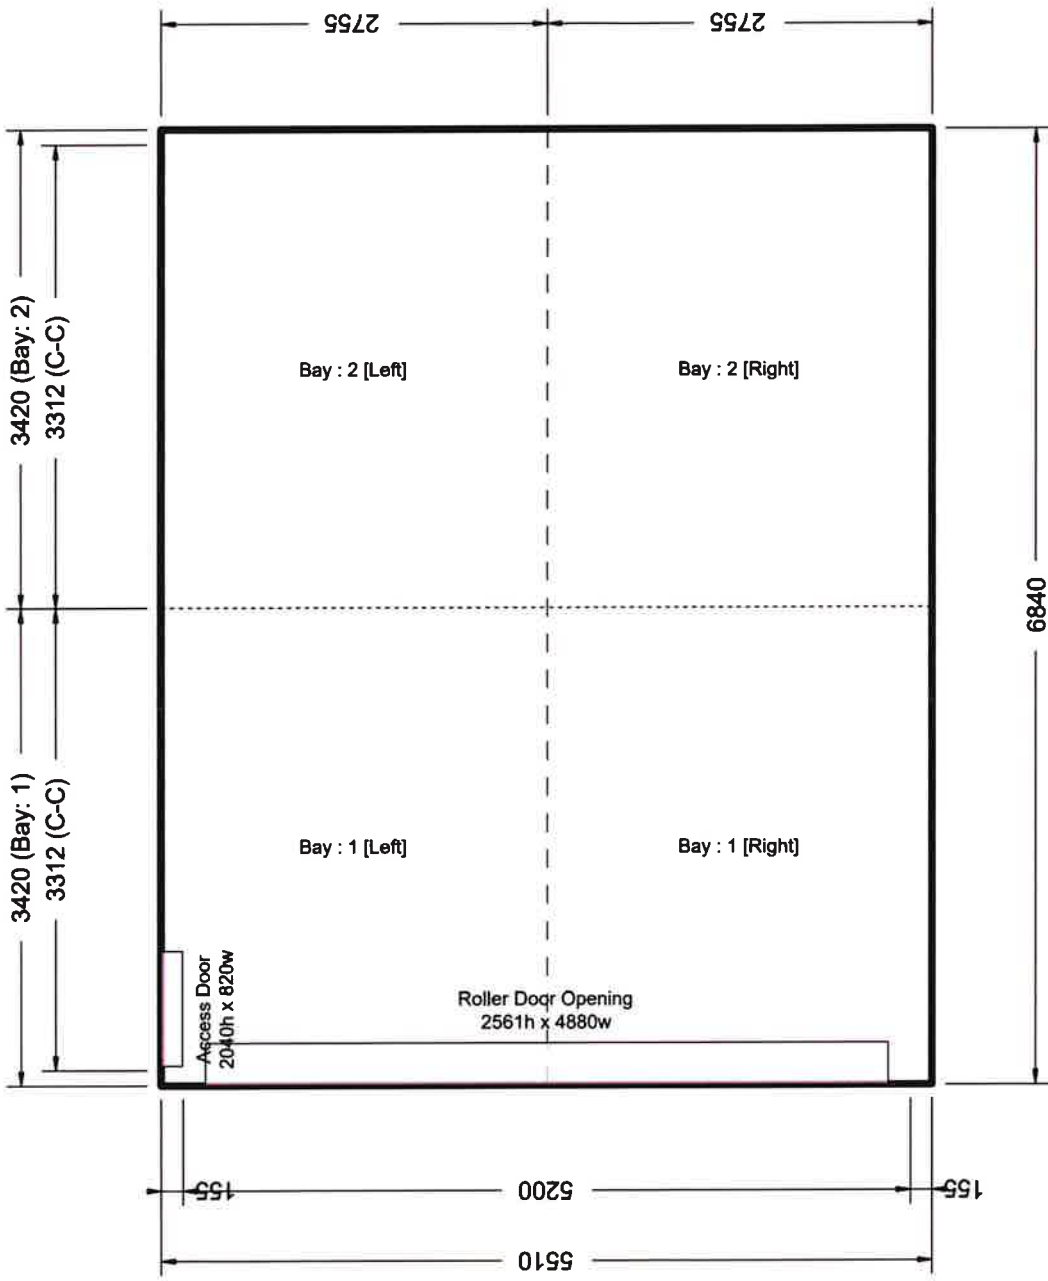 2755
2755
3420 (Bay: 2)
3312 (C-C)
3420 (Bay: 1)
3312 (C-C)
Bay : 2 [Left]
Bay : 2 [Right]
Bay : 1 [Left]
Bay : 1 [Right]
Access Door
2040h x 820w
Roller Door Opening
2561h x 4880w
6840
155
5200
155
5510